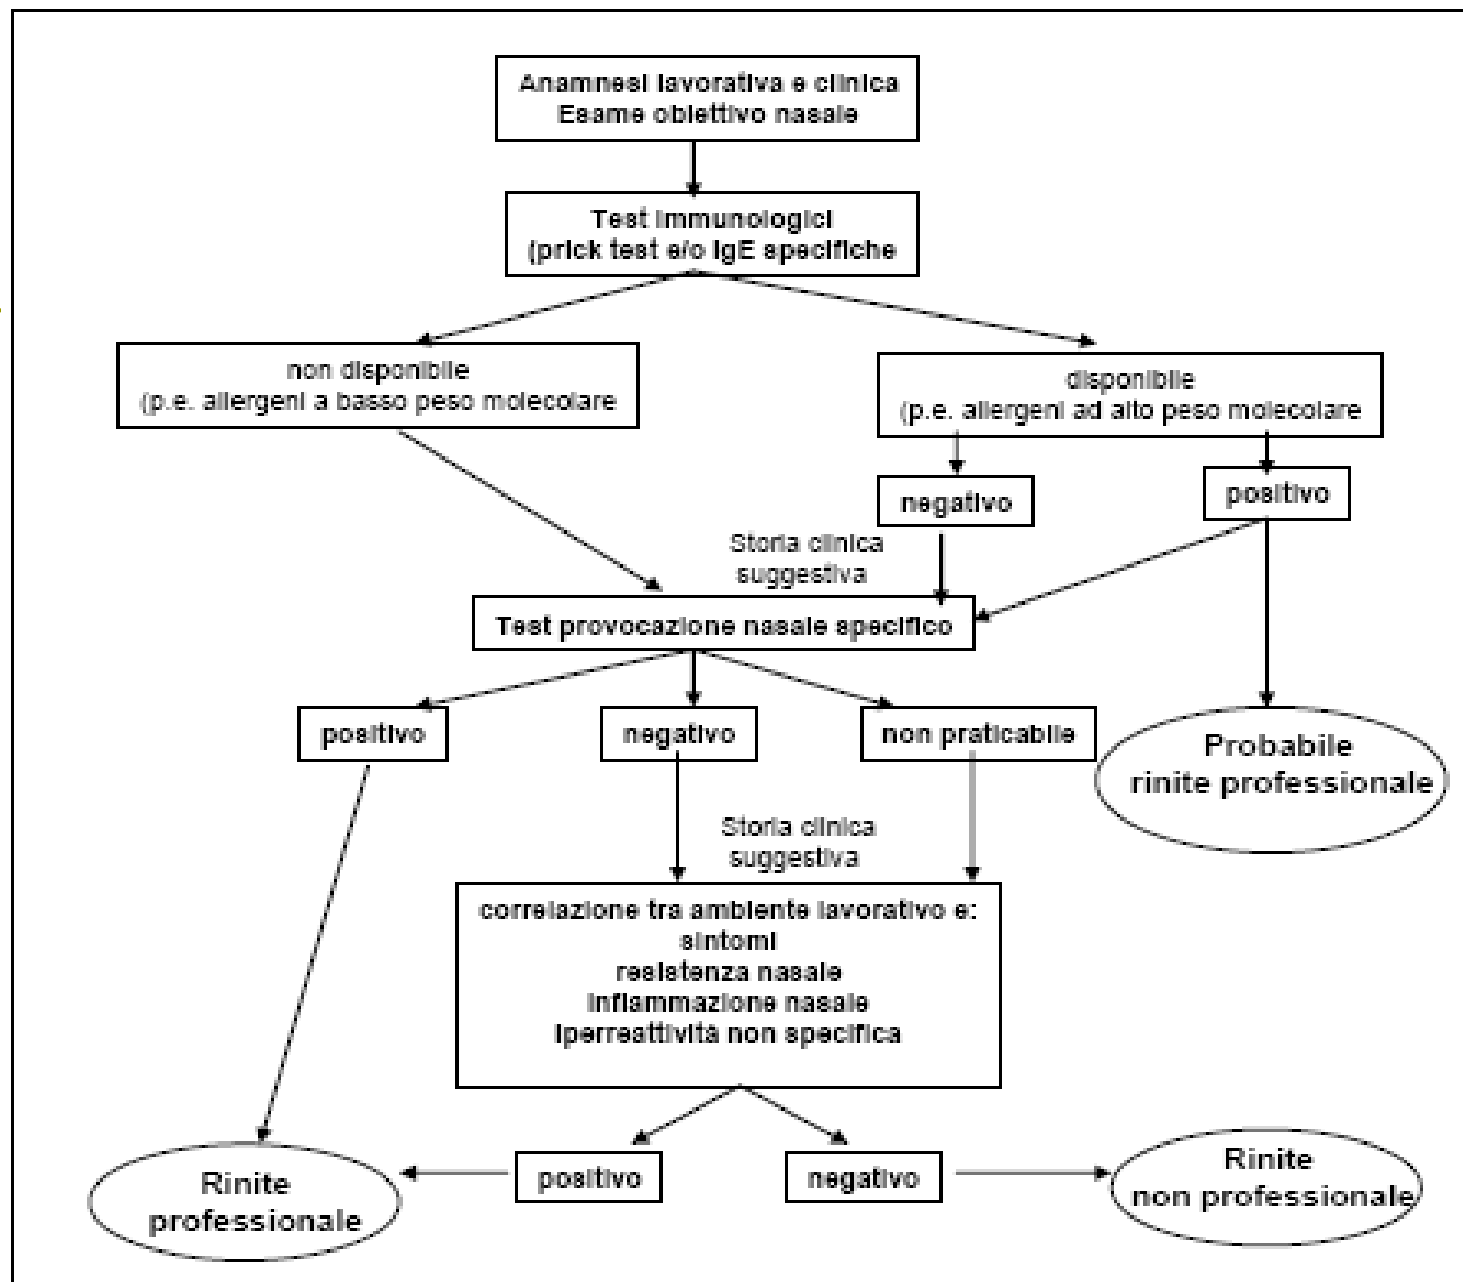 Anamnesi lavorativa e clinica
Esame obiettivo nasale
Test immunologici
(prick test e/o IgE specifiche
non disponibile
(p.e. allergeni a basso peso molecolare
disponibile
(p.e. allergeni ad alto peso molecolare
negativo
positivo
Storia clinica
suggestiva
Test provocazione nasale specifico
positivo
negativo
non praticabile
Probabile
rinite professionale
Storia clinica
suggestiva
correlazione tra ambiente lavorativo e:
sintomi
resistenza nasale
infiammazione nasale
iperreattività non specifica
positivo
negativo
Rinite
professionale
Rinite
non professionale